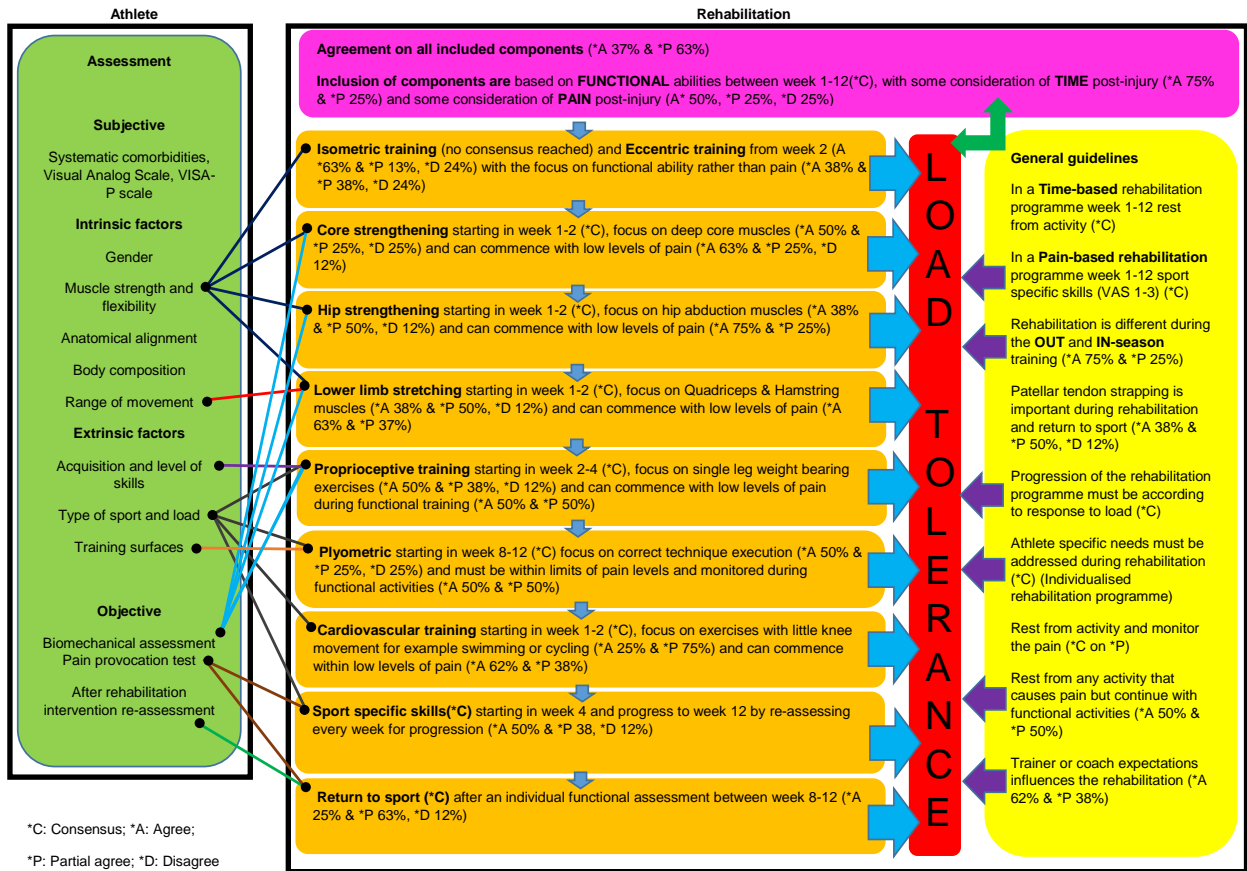 Athlete
Rehabilitation
Assessment
Subjective
Systematic comorbidities,
Visual Analog Scale, VISA-
P scale
Intrinsic factors
Gender
Muscle strength and
flexibility
Anatomical alignment
Body composition
Range of movement
Extrinsic factors
Acquisition and level of
skills
Type of sport and load
Training surfaces
Objective
Biomechanical assessment
Pain provocation test
After rehabilitation
intervention re-assessment
*C: Consensus; *A: Agree;
*P: Partial agree; *D: Disagree
Agreement on all included components (*A 37% & *P 63%)
Inclusion of components are based on FUNCTIONAL abilities between week 1-12(*C), with some consideration of TIME post-injury (*A 75%
& *P 25%) and some consideration of PAIN post-injury (A* 50%, *P 25%, *D 25%)
Isometric training (no consensus reached) and Eccentric training from week 2 (A
*63% & *P 13%, *D 24%) with the focus on functional ability rather than pain (*A 38% &
*P 38%, *D 24%)
Core strengthening starting in week 1-2 (*C), focus on deep core muscles (*A 50% &
*P 25%, *D 25%) and can commence with low levels of pain (*A 63% & *P 25%, *D
12%)
Hip strengthening starting in week 1-2 (*C), focus on hip abduction muscles (*A 38%
& *P 50%, *D 12%) and can commence with low levels of pain (*A 75% & *P 25%)
Lower limb stretching starting in week 1-2 (*C), focus on Quadriceps & Hamstring
muscles (*A 38% & *P 50%, *D 12%) and can commence with low levels of pain (*A
63% & *P 37%)
Proprioceptive training starting in week 2-4 (*C), focus on single leg weight bearing
exercises (*A 50% & *P 38%, *D 12%) and can commence with low levels of pain
during functional training (*A 50% & *P 50%)
Plyometric starting in week 8-12 (*C) focus on correct technique execution (*A 50% &
*P 25%, *D 25%) and must be within limits of pain levels and monitored during
functional activities (*A 50% & *P 50%)
Cardiovascular training starting in week 1-2 (*C), focus on exercises with little knee
movement for example swimming or cycling (*A 25% & *P 75%) and can commence
within low levels of pain (*A 62% & *P 38%)
Sport specific skills(*C) starting in week 4 and progress to week 12 by re-assessing
every week for progression (*A 50% & *P 38, *D 12%)
Return to sport (*C) after an individual functional assessment between week 8-12 (*A
25% & *P 63%, *D 12%)
LOAD TOLERANCE
General guidelines
In a Time-based rehabilitation
programme week 1-12 rest
from activity (*C)
In a Pain-based rehabilitation
programme week 1-12 sport
specific skills (VAS 1-3) (*C)
Rehabilitation is different during
the OUT and IN-season
training (*A 75% & *P 25%)
Patellar tendon strapping is
important during rehabilitation
and return to sport (*A 38% &
*P 50%, *D 12%)
Progression of the rehabilitation
programme must be according
to response to load (*C)
Athlete specific needs must be
addressed during rehabilitation
(*C) (Individualised
rehabilitation programme)
Rest from activity and monitor
the pain (*C on *P)
Rest from any activity that
causes pain but continue with
functional activities (*A 50% &
*P 50%)
Trainer or coach expectations
influences the rehabilitation (*A
62% & *P 38%)